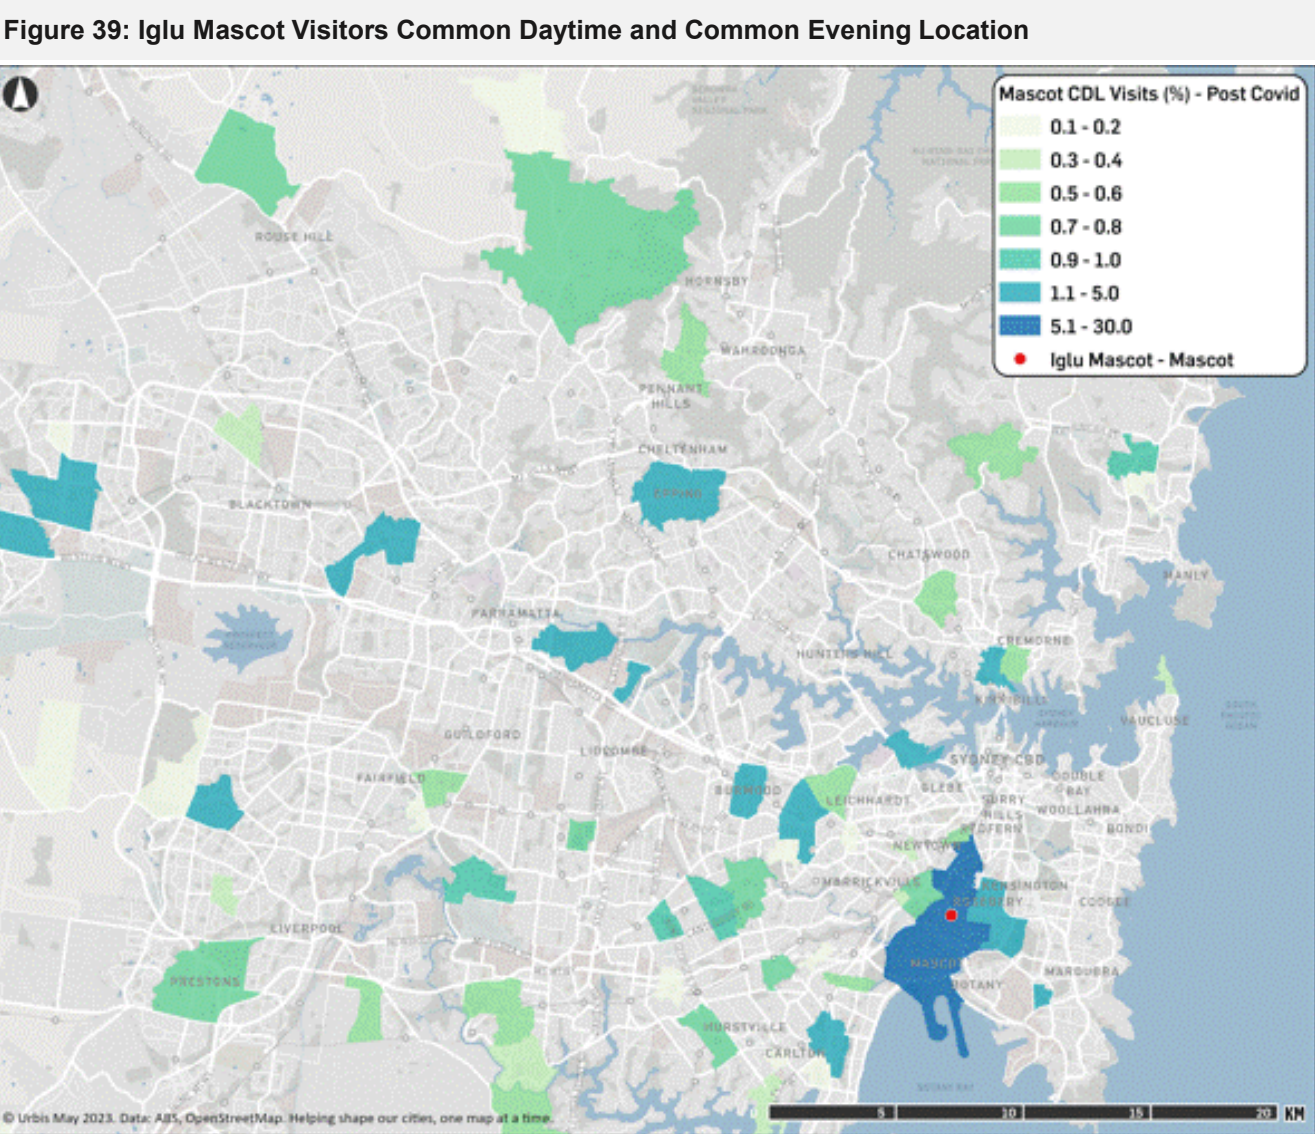 Figure 39: Iglu Mascot Visitors Common Daytime and Common Evening Location
Mascot CDL Visits (%) - Post Covid
0.1 - 0.2
0.3 - 0.4
0.5 - 0.6
0.7 - 0.8
0.9 - 1.0
1.1 - 5.0
5.1 - 30.0
Iglu Mascot - Mascot
ROUSE HILL
HORNSBY
WAHROONGA
PENNANT
HILLS
CHELTENHAM
EPPING
BLACKTOWN
CHATSWOOD
MANLY
PARRAMATTA
CREMORNE
HUNTERS HILL
KIRRIBILLI
VAUCLUSE
GUILDFORD
LIDCOMBE
SYDNEY CBD
FAIRFIELD
DOUBLE
BAY
BURWOOD
GLEBE
LEICHHARDT
SURRY
HILLS
WOOLLAHRA
REDFERN
BONDI
NEWTOWN
MARRICKVILLE
KENSINGTON
ROSEBERY
COOGEE
LIVERPOOL
MASCOT
MAROUBRA
PRESTONS
BOTANY
HURSTVILLE
CARLTON
BOTANY BAY
© Urbis May 2023. Data: ABS, OpenStreetMap. Helping shape our cities, one map at a time.
5 10 15 20 KM